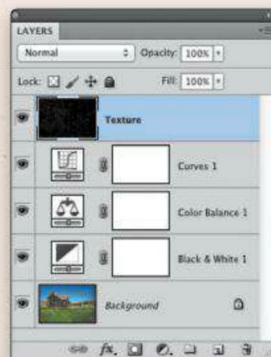 LAYERS
Normal Opacity: 100%
Lock: Fill: 100%
Texture
Curves 1
Color Balance 1
Black & White 1
Background
fx.